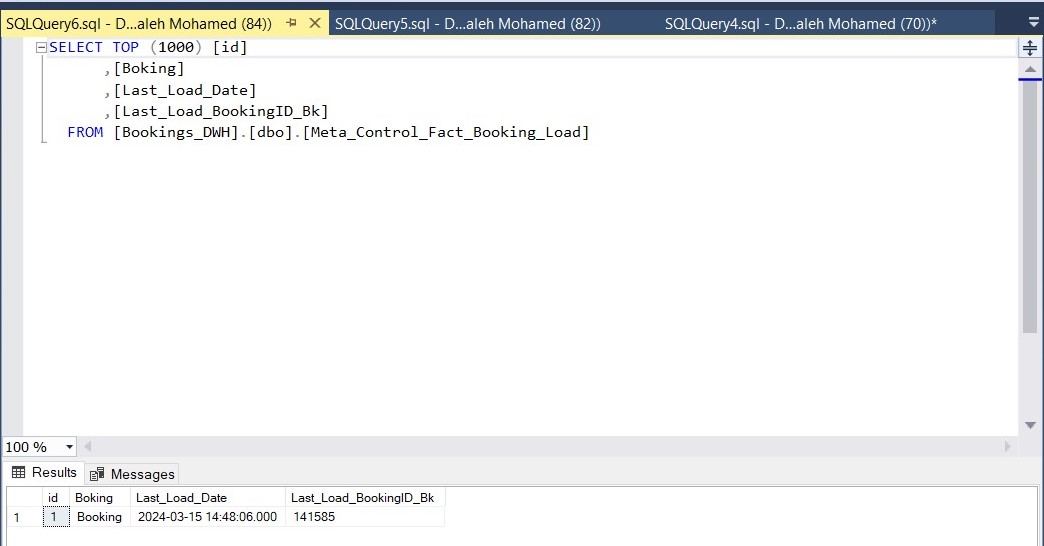 SQLQuery6.sql - D...aleh Mohamed (84)) SQLQuery5.sql - D...aleh Mohamed (82)) SQLQuery4.sql - D...aleh Mohamed (70))*
SELECT TOP (1000) [id]
,[Boking]
,[Last_Load_Date]
,[Last_Load_BookingID_Bk]
FROM [Bookings_DWH].[dbo].[Meta_Control_Fact_Booking_Load]
100 %
Results Messages
id Boking Last_Load_Date Last_Load_BookingID_Bk
1 1 Booking 2024-03-15 14:48:06.000 141585